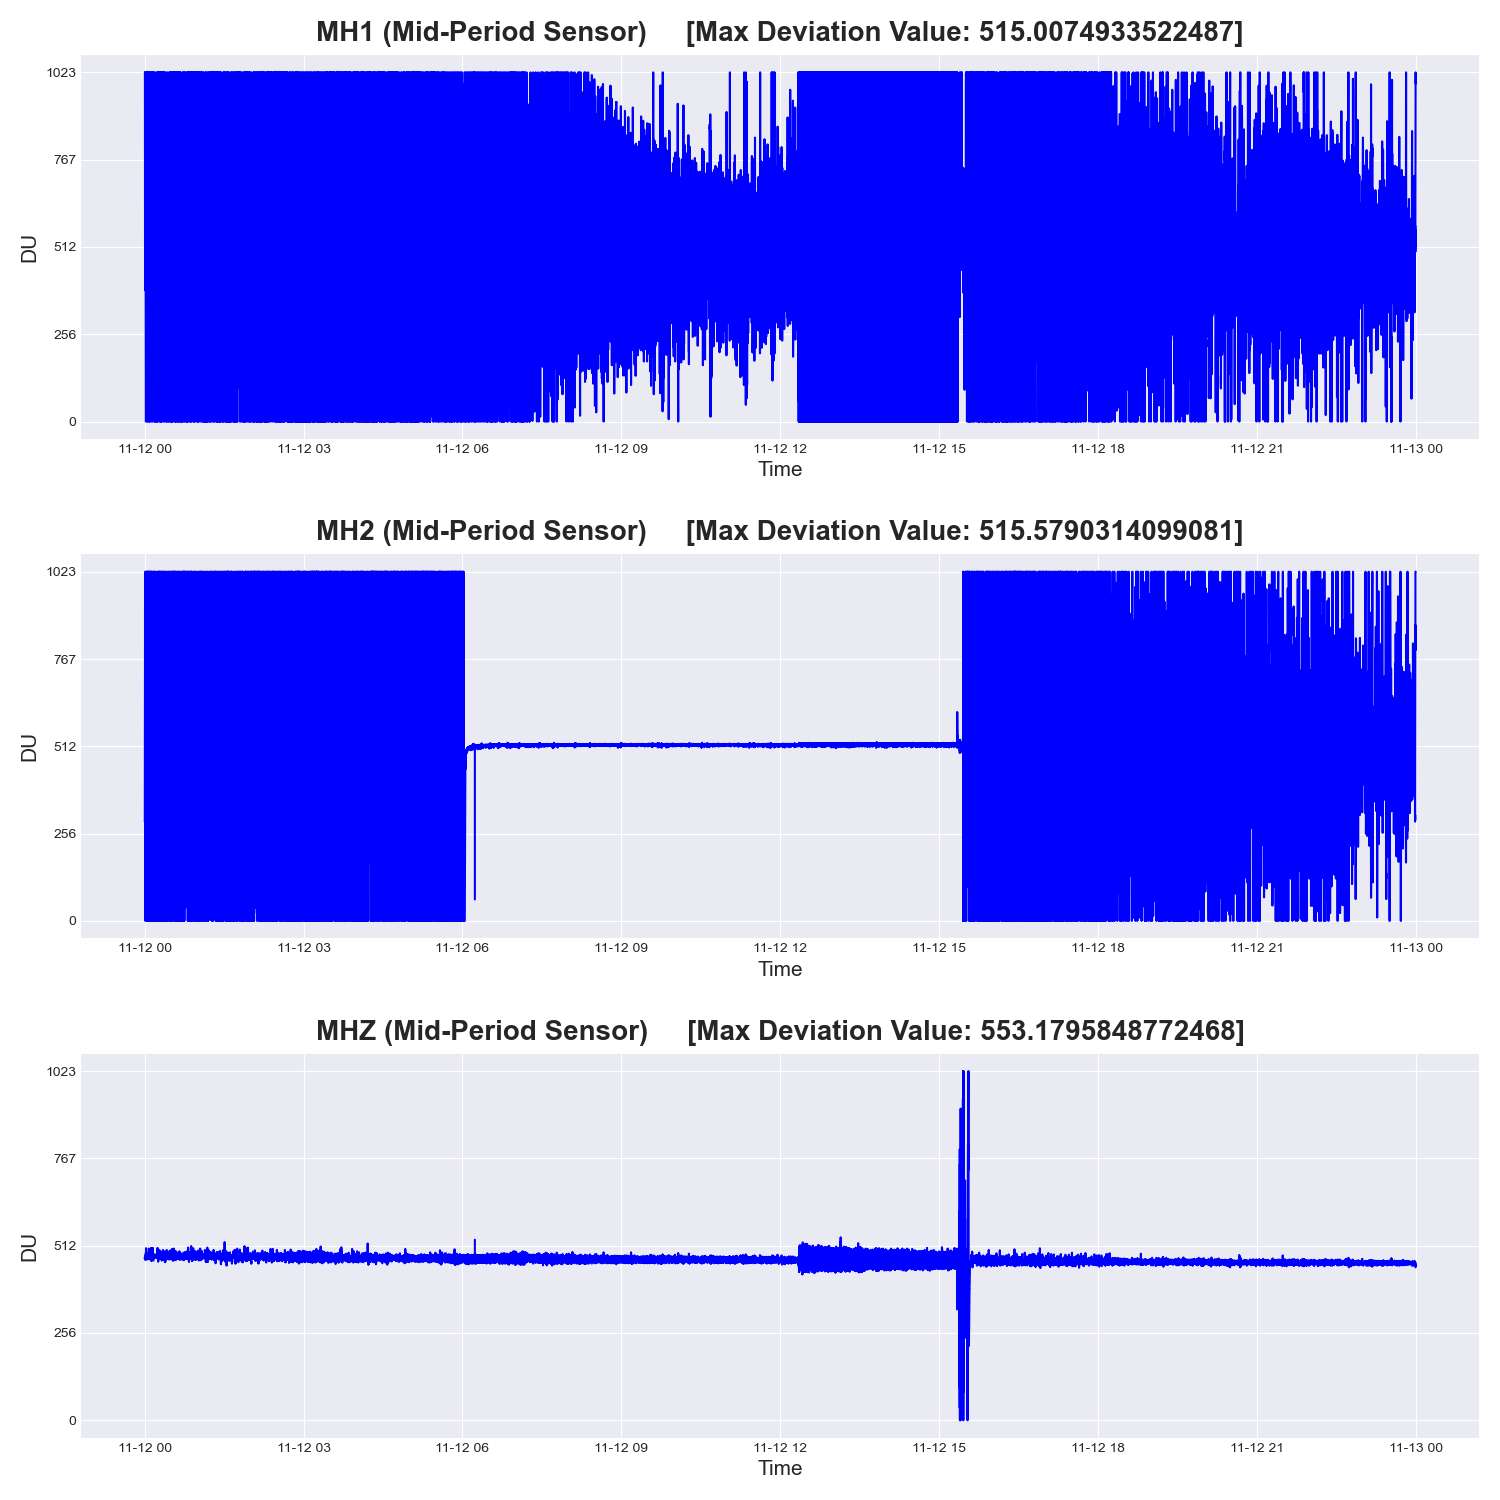 MH1 (Mid-Period Sensor) [Max Deviation Value: 515.0074933522487]
1023
767
512
256
0
DU
11-12 00 11-12 03 11-12 06 11-12 09 11-12 12 11-12 15 11-12 18 11-12 21 11-13 00
Time
MH2 (Mid-Period Sensor) [Max Deviation Value: 515.5790314099081]
1023
767
512
256
0
DU
11-12 00 11-12 03 11-12 06 11-12 09 11-12 12 11-12 15 11-12 18 11-12 21 11-13 00
Time
MHZ (Mid-Period Sensor) [Max Deviation Value: 553.1795848772468]
1023
767
512
256
0
DU
11-12 00 11-12 03 11-12 06 11-12 09 11-12 12 11-12 15 11-12 18 11-12 21 11-13 00
Time